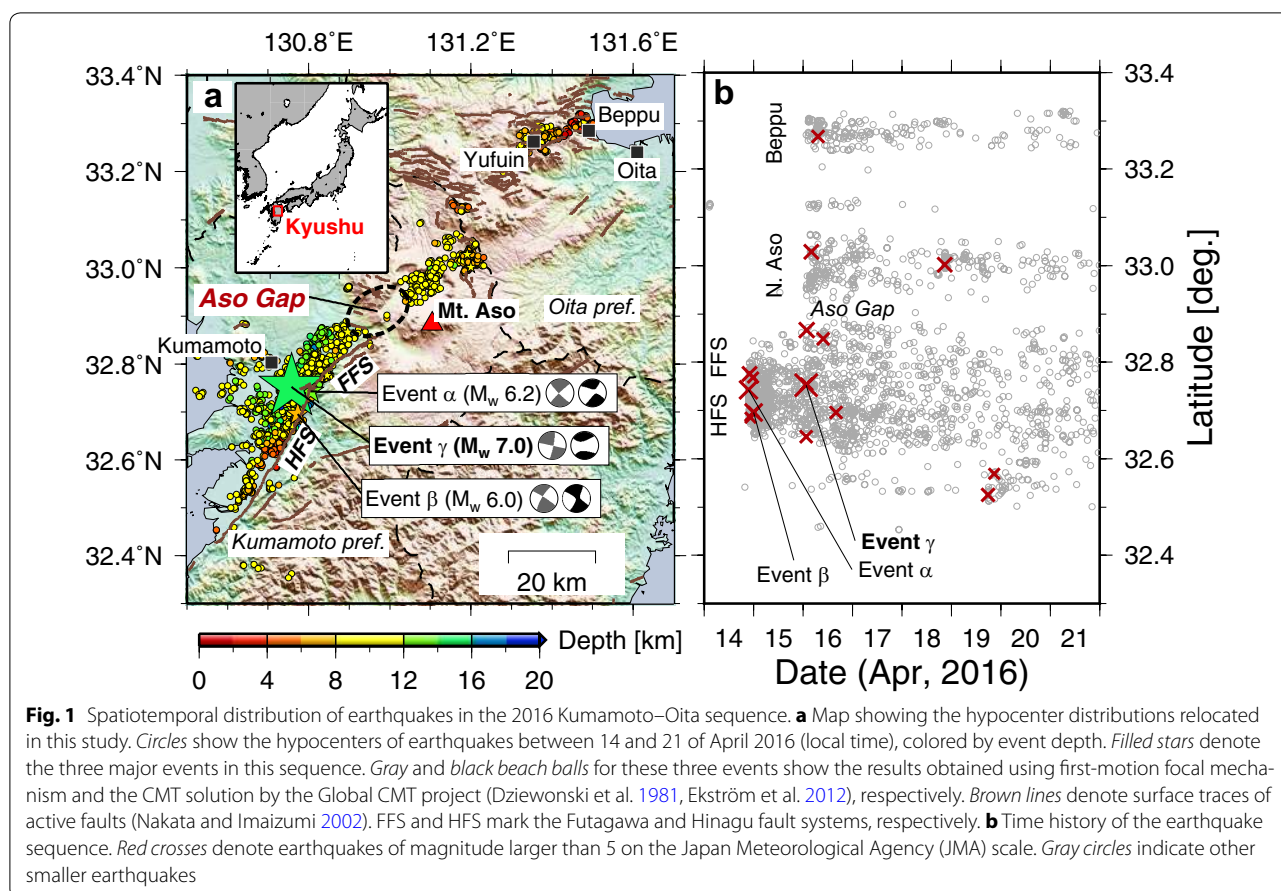 130.8˚E 131.2˚E 131.6˚E
33.4˚N
33.2˚N
33.0˚N
32.8˚N
32.6˚N
32.4˚N
a
Kyushu
Beppu
Yufuin
Oita
Aso Gap
Mt. Aso
Oita pref.
Kumamoto
FFS
HFS
Event α (Mw 6.2)
Event γ (Mw 7.0)
Event β (Mw 6.0)
Kumamoto pref.
20 km
Depth [km]
0 4 8 12 16 20
b
Beppu
N. Aso
Aso Gap
FFS
HFS
Event γ
Event β
Event α
33.4
33.2
33.0
32.8
32.6
32.4
Latitude [deg.]
14 15 16 17 18 19 20 21
Date (Apr, 2016)
Fig. 1 Spatiotemporal distribution of earthquakes in the 2016 Kumamoto–Oita sequence. a Map showing the hypocenter distributions relocated
in this study. Circles show the hypocenters of earthquakes between 14 and 21 of April 2016 (local time), colored by event depth. Filled stars denote
the three major events in this sequence. Gray and black beach balls for these three events show the results obtained using first-motion focal mecha-
nism and the CMT solution by the Global CMT project (Dziewonski et al. 1981, Ekström et al. 2012), respectively. Brown lines denote surface traces of
active faults (Nakata and Imaizumi 2002). FFS and HFS mark the Futagawa and Hinagu fault systems, respectively. b Time history of the earthquake
sequence. Red crosses denote earthquakes of magnitude larger than 5 on the Japan Meteorological Agency (JMA) scale. Gray circles indicate other
smaller earthquakes